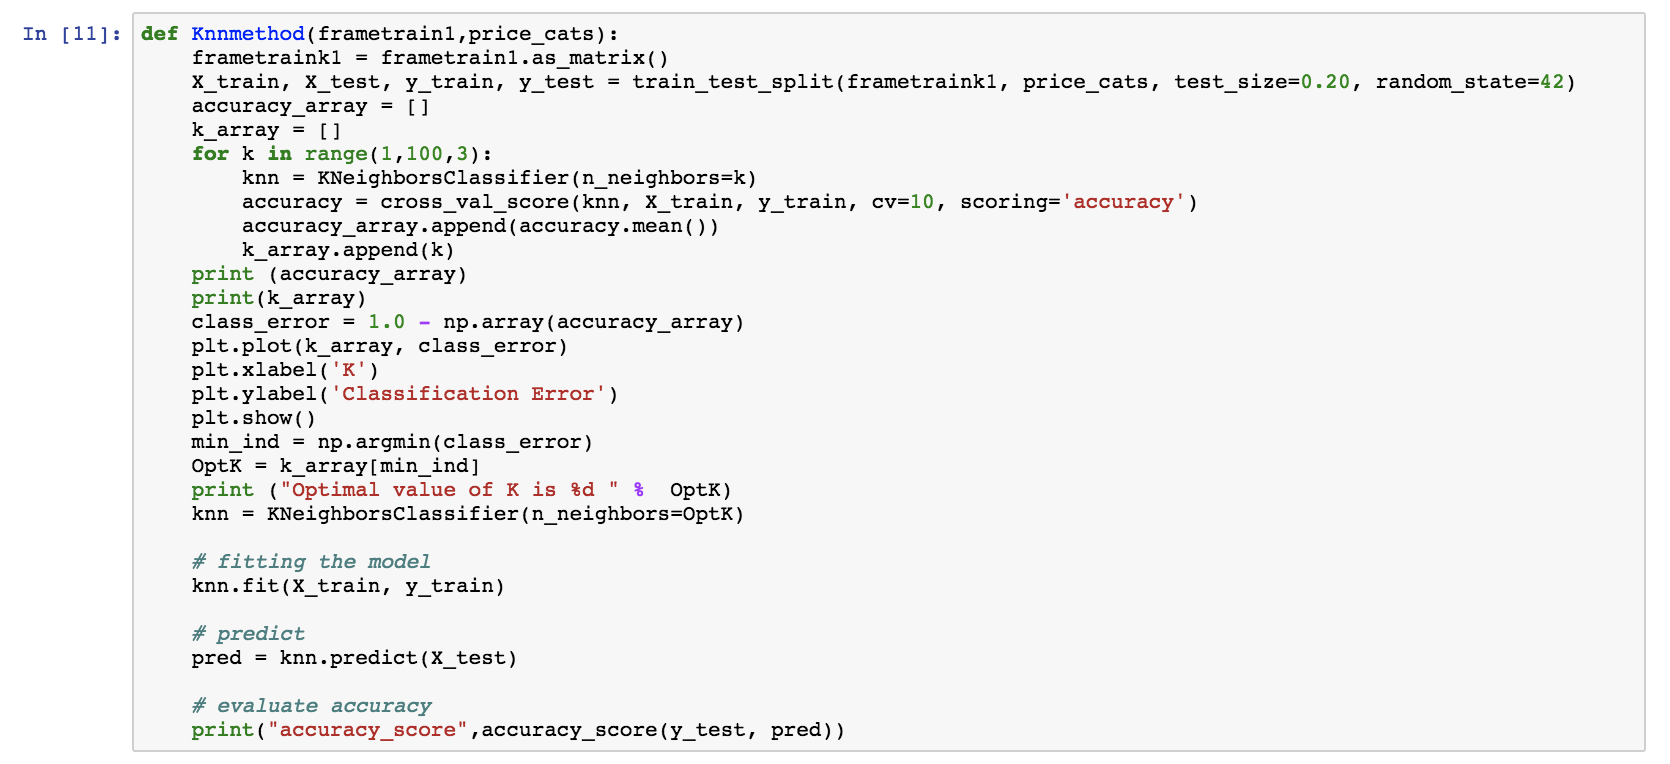 In [11]: def Knnmethod(frametrain1,price_cats):
    frametraink1 = frametrain1.as_matrix()
    X_train, X_test, y_train, y_test = train_test_split(frametraink1, price_cats, test_size=0.20, random_state=42)
    accuracy_array = []
    k_array = []
    for k in range(1,100,3):
        knn = KNeighborsClassifier(n_neighbors=k)
        accuracy = cross_val_score(knn, X_train, y_train, cv=10, scoring='accuracy')
        accuracy_array.append(accuracy.mean())
        k_array.append(k)
    print (accuracy_array)
    print(k_array)
    class_error = 1.0 - np.array(accuracy_array)
    plt.plot(k_array, class_error)
    plt.xlabel('K')
    plt.ylabel('Classification Error')
    plt.show()
    min_ind = np.argmin(class_error)
    OptK = k_array[min_ind]
    print ("Optimal value of K is %d " %  OptK)
    knn = KNeighborsClassifier(n_neighbors=OptK)

    # fitting the model
    knn.fit(X_train, y_train)

    # predict
    pred = knn.predict(X_test)

    # evaluate accuracy
    print("accuracy_score",accuracy_score(y_test, pred))